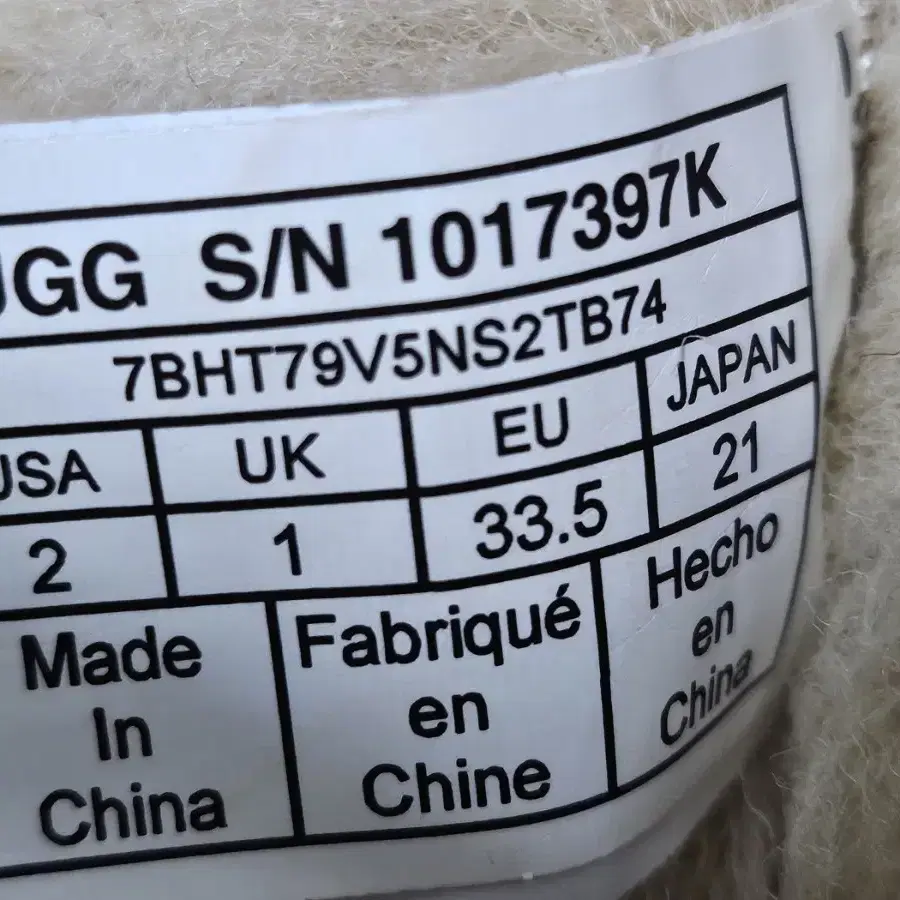 UGG S/N 1017397K
7BHT79V5NS2TB74
USA UK EU JAPAN
2 1 33.5 21
Made
In
China
Fabriqué
en
Chine
Hecho
en
China